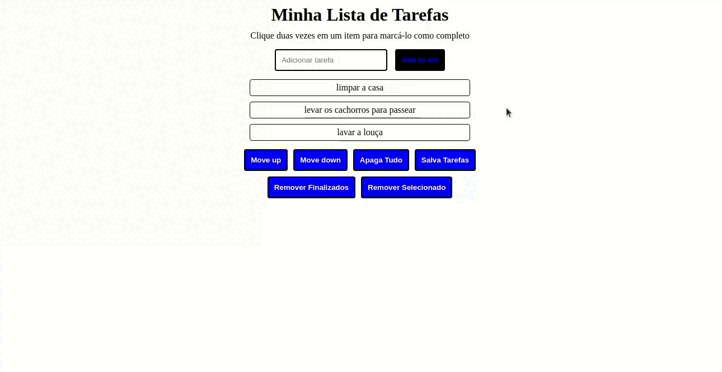 Minha Lista de Tarefas
Clique duas vezes em um item para marcá-lo como completo
Adicionar tarefa
limpar a casa
levar os cachorros para passear
lavar a louça
Move up Move down Apaga Tudo Salva Tarefas
Remover Finalizados Remover Selecionado